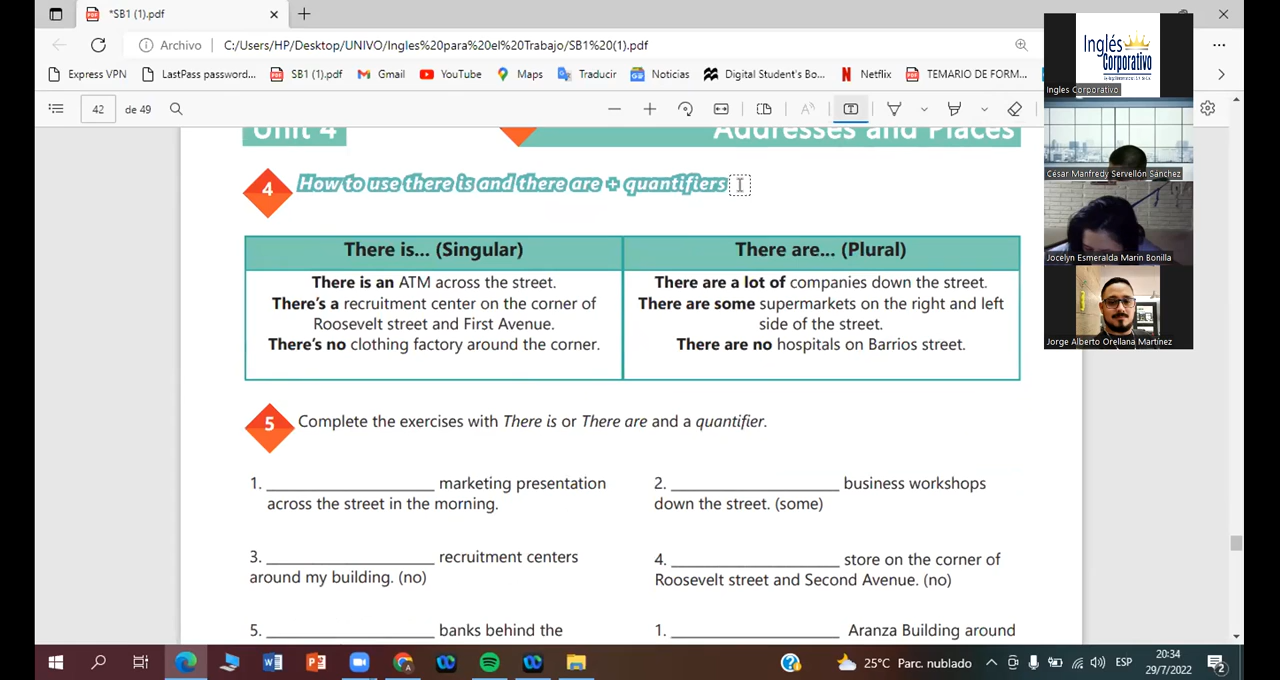 *SB1 (1).pdf
Archivo
C:/Users/HP/Desktop/UNIVO/Ingles%20para%20el%20Trabajo/SB1%20(1).pdf
Express VPN
LastPass password...
SB1 (1).pdf
Gmail
YouTube
Maps
Traducir
Noticias
Digital Student's Bo...
Netflix
TEMARIO DE FORM...
42
de 49
Inglés
Corporativo
Ingles Corporativo
César Manfredy Servellón Sánchez
Jocelyn Esmeralda Marin Bonilla
Jorge Alberto Orellana Martínez
Unit 4
Addresses and Places
4
How to use there is and there are + quantifiers
There is... (Singular)
There are... (Plural)
There is an ATM across the street.
There's a recruitment center on the corner of
Roosevelt street and First Avenue.
There's no clothing factory around the corner.
There are a lot of companies down the street.
There are some supermarkets on the right and left
side of the street.
There are no hospitals on Barrios street.
5
Complete the exercises with There is or There are and a quantifier.
1. ____________________ marketing presentation
across the street in the morning.
2. ____________________ business workshops
down the street. (some)
3. ____________________ recruitment centers
around my building. (no)
4. ____________________ store on the corner of
Roosevelt street and Second Avenue. (no)
5. ____________________ banks behind the
1. ____________________ Aranza Building around
25°C Parc. nublado
ESP
20:34
29/7/2022
2